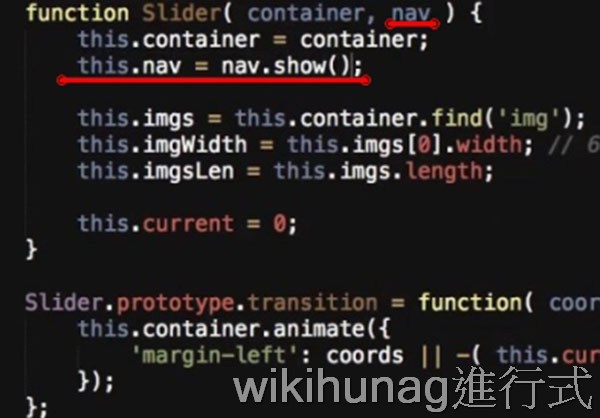 function Slider( container, nav ) {
this.container = container;
this.nav = nav.show();
this.imgs = this.container.find('img');
this.imgWidth = this.imgs[0].width; // 6
this.imgsLen = this.imgs.length;
this.current = 0;
}
Slider.prototype.transition = function( coor
this.container.animate({
'margin-left': coords || -( this.cur
});
};
wikihunag進行式